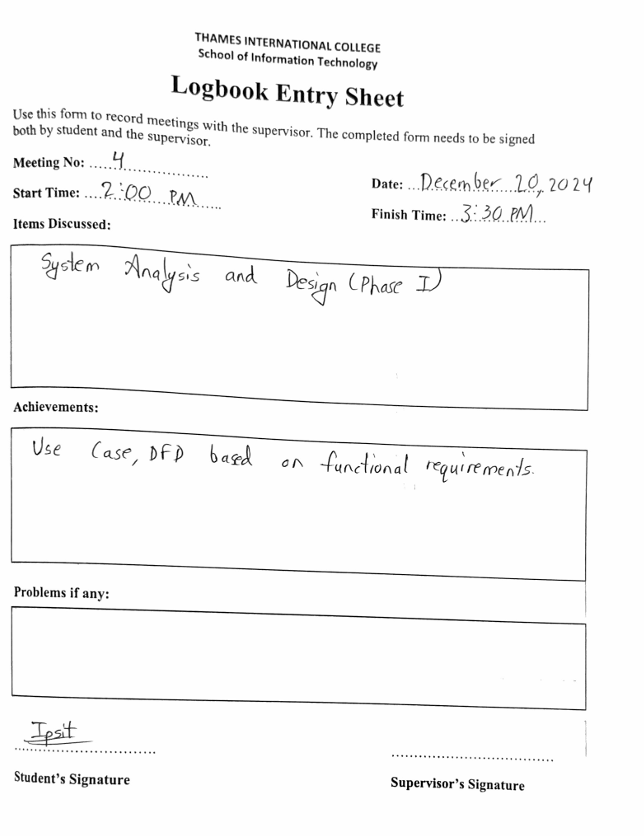 THAMES INTERNATIONAL COLLEGE
School of Information Technology
Logbook Entry Sheet
Use this form to record meetings with the supervisor. The completed form needs to be signed
both by student and the supervisor.
Meeting No: .....4......................
Date: ...December 20, 2024
Start Time: ....2:00 PM......
Finish Time: ..3:30 PM...
Items Discussed:
System Analysis and Design (Phase I)
Achievements:
Use Case, DFD based on functional requirements.
Problems if any:
Ipsit
Student's Signature
Supervisor's Signature